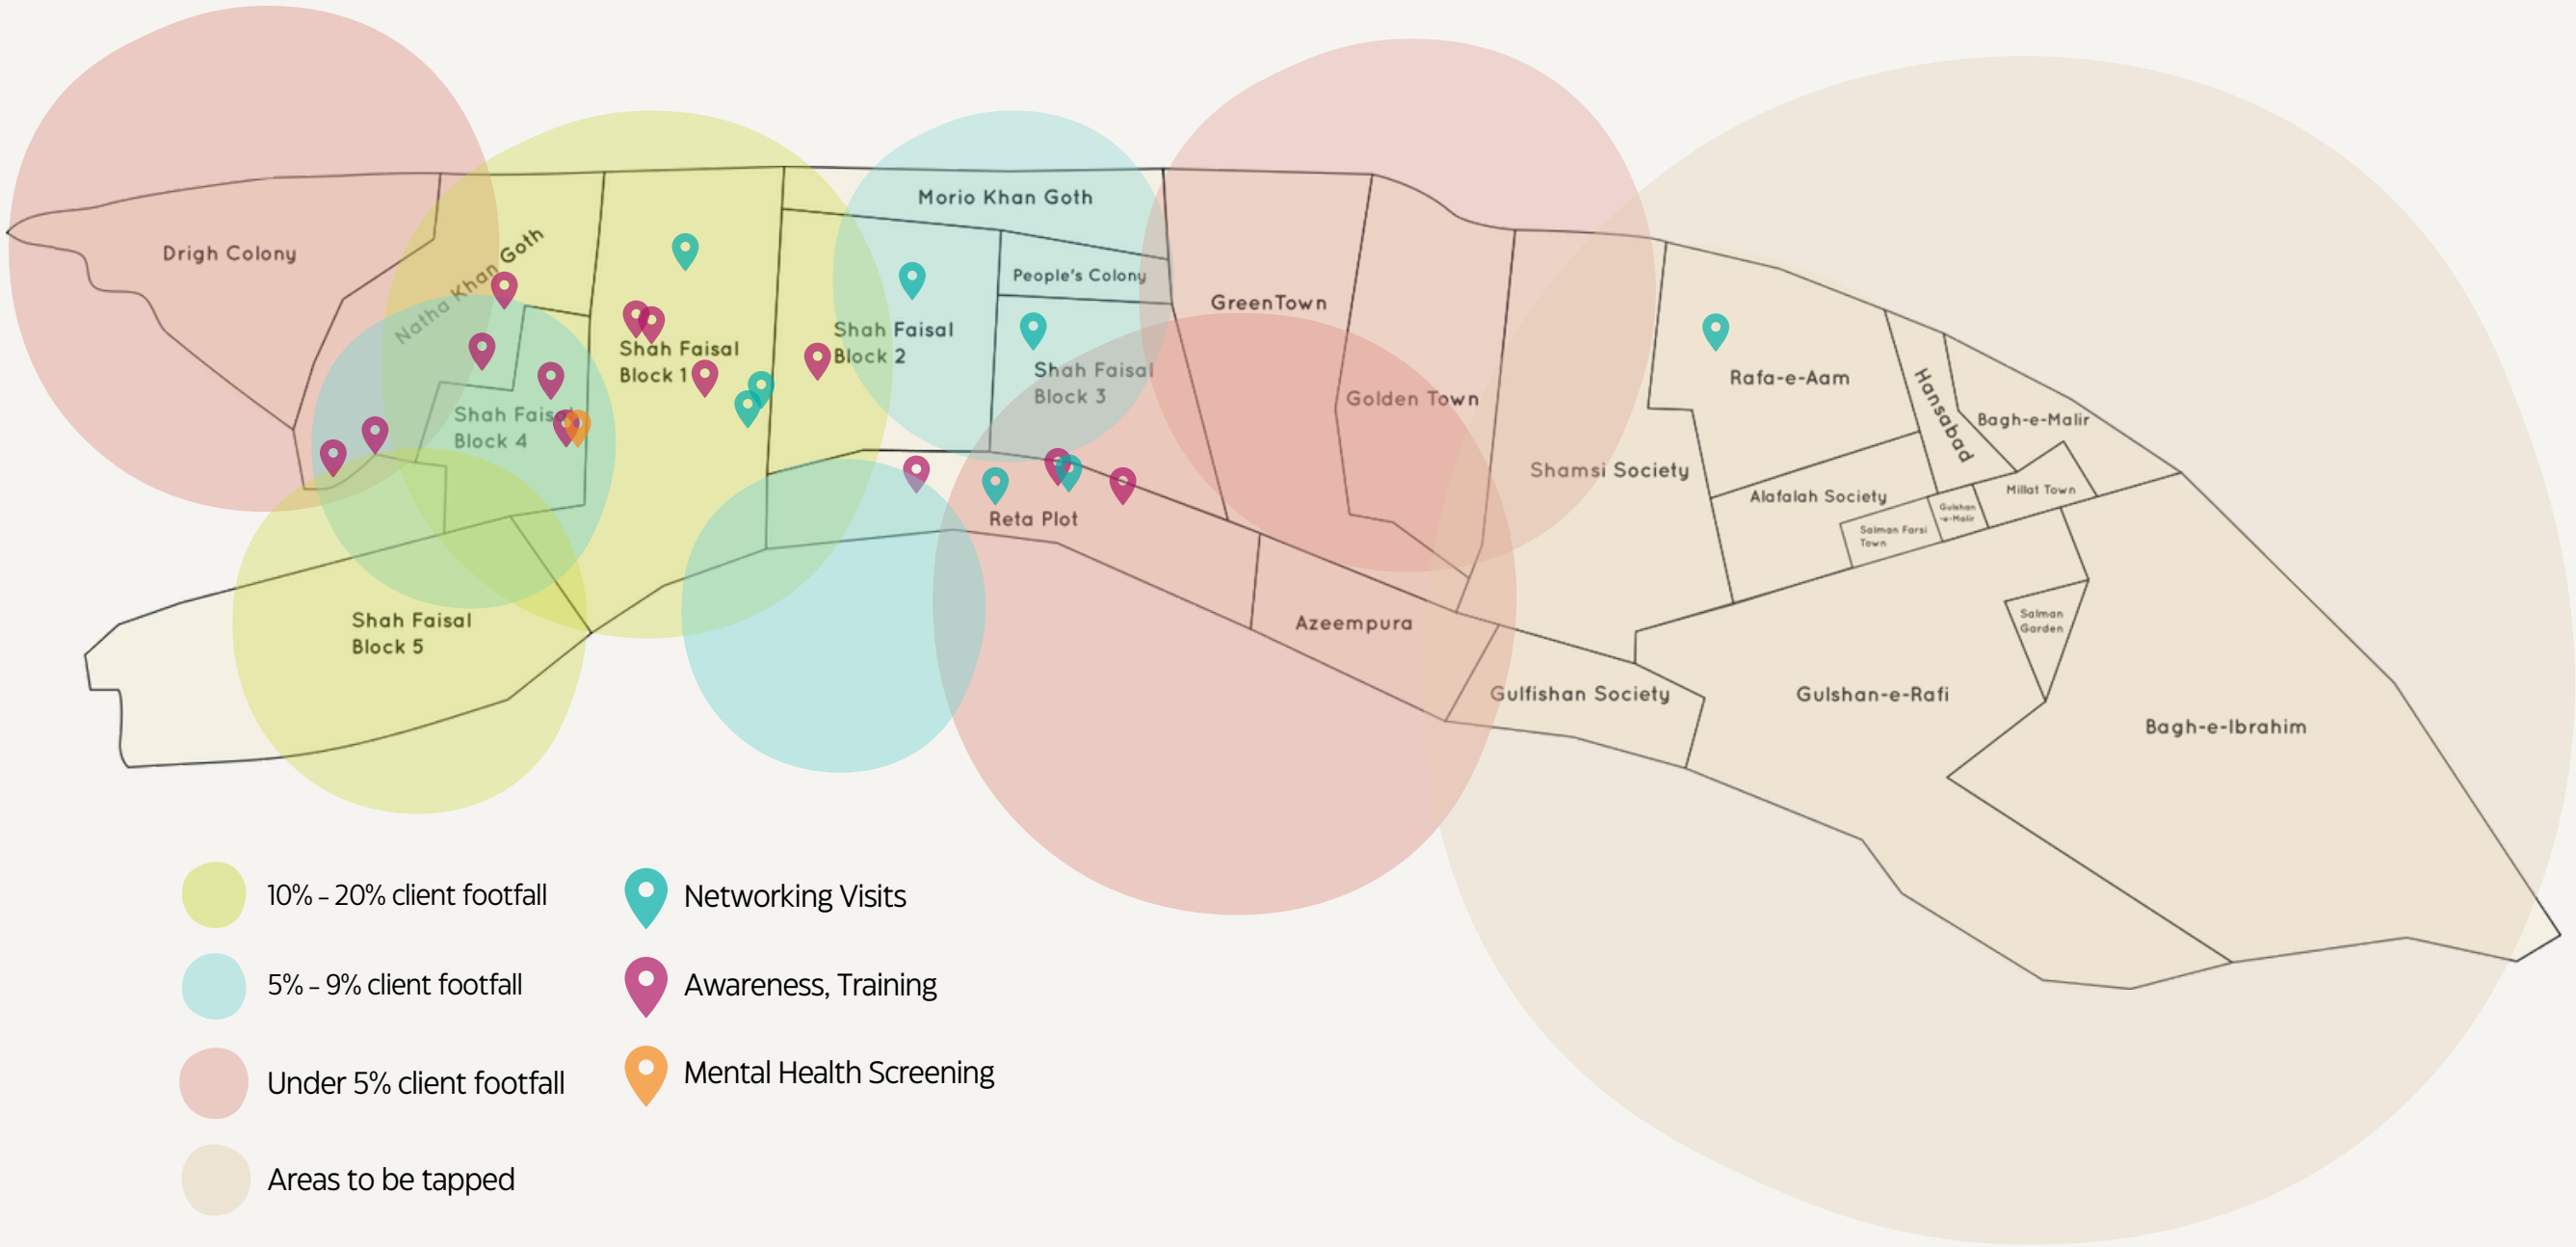 Morio Khan Goth
Drigh Colony
Natha Khan Goth
People's Colony
GreenTown
Shah Faisal
Block 1
Shah Faisal
Block 2
Shah Faisal
Block 3
Shah Faisal
Block 4
Golden Town
Rafa-e-Aam
Hansabad
Bagh-e-Malir
Shamsi Society
Alafalah Society
Millat Town
Gulshan
-e-Malir
Salman Farsi
Town
Reta Plot
Shah Faisal
Block 5
Azeempura
Salman
Garden
Gulfishan Society
Gulshan-e-Rafi
Bagh-e-Ibrahim
10% - 20% client footfall
5% - 9% client footfall
Under 5% client footfall
Areas to be tapped
Networking Visits
Awareness, Training
Mental Health Screening